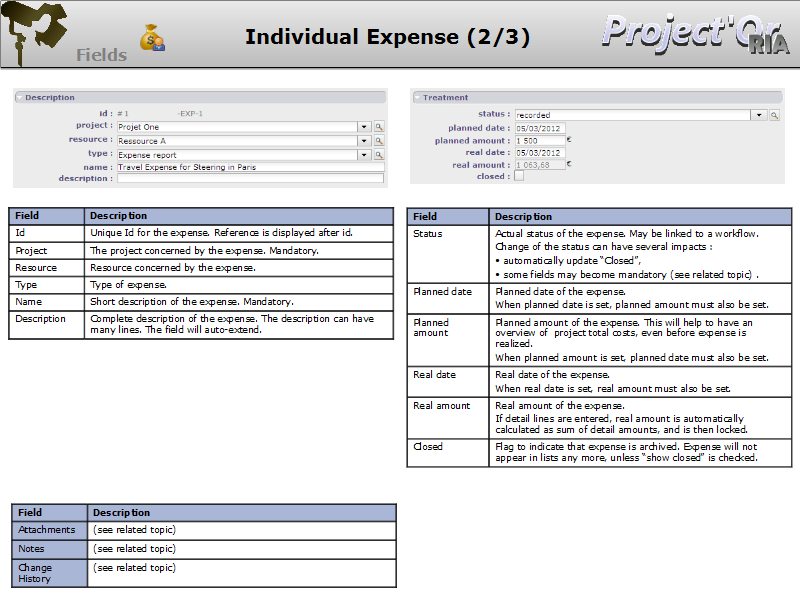 Fields
Individual Expense (2/3)
Project'Or
RIA
Description
id : # 1 -EXP-1
project : Projet One
resource : Ressource A
type : Expense report
name : Travel Expense for Steering in Paris
description :
Treatment
status : recorded
planned date : 05/03/2012
planned amount : 1 500 €
real date : 05/03/2012
real amount : 1 063,68 €
closed :
Field Description
Id Unique Id for the expense. Reference is displayed after id.
Project The project concerned by the expense. Mandatory.
Resource Resource concerned by the expense.
Type Type of expense.
Name Short description of the expense. Mandatory.
Description Complete description of the expense. The description can have
many lines. The field will auto-extend.
Field Description
Status Actual status of the expense. May be linked to a workflow.
Change of the status can have several impacts :
• automatically update “Closed”,
• some fields may become mandatory (see related topic) .
Planned date Planned date of the expense.
When planned date is set, planned amount must also be set.
Planned Planned amount of the expense. This will help to have an
amount overview of project total costs, even before expense is
realized.
When planned amount is set, planned date must also be set.
Real date Real date of the expense.
When real date is set, real amount must also be set.
Real amount Real amount of the expense.
If detail lines are entered, real amount is automatically
calculated as sum of detail amounts, and is then locked.
Closed Flag to indicate that expense is archived. Expense will not
appear in lists any more, unless “show closed” is checked.
Field Description
Attachments (see related topic)
Notes (see related topic)
Change (see related topic)
History